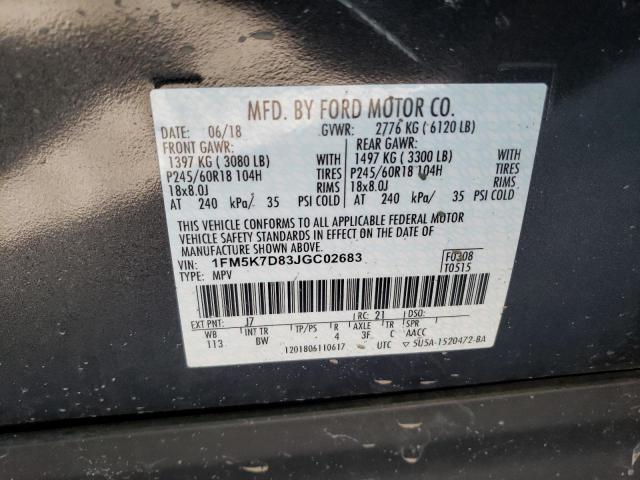 MFD. BY FORD MOTOR CO.
DATE: 06/18 GVWR: 2776 KG ( 6120 LB)
FRONT GAWR: REAR GAWR:
1397 KG ( 3080 LB) WITH 1497 KG ( 3300 LB) WITH
P245/60R18 104H TIRES P245/60R18 104H TIRES
18x8.0J RIMS 18x8.0J RIMS
AT 240 kPa/ 35 PSI COLD AT 240 kPa/ 35 PSI COLD
THIS VEHICLE CONFORMS TO ALL APPLICABLE FEDERAL MOTOR
VEHICLE SAFETY STANDARDS IN EFFECT ON THE DATE OF
MANUFACTURE SHOWN ABOVE.
VIN: 1FM5K7D83JGC02683 F0308
TYPE: MPV T0515
EXT PNT: J7 RC: 21 DSO:
WB INT TR TP/PS R AXLE TR SPR
113 BW 4 3F C AACC
1201806110617 UTC 5U5A-1520472-BA